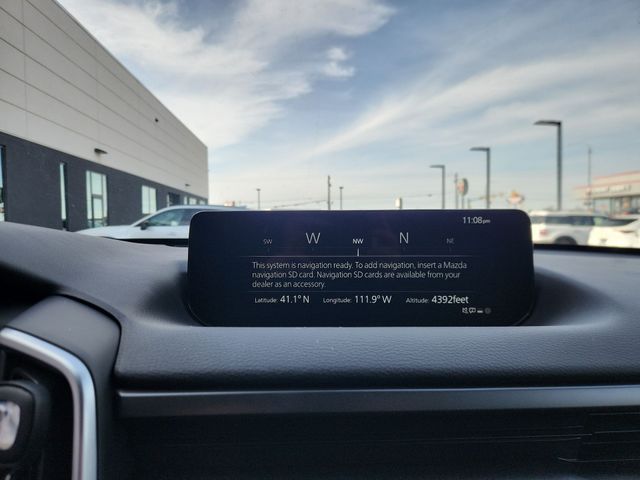 11:08pm
SW W NW N NE
This system is navigation ready. To add navigation, insert a Mazda
navigation SD card. Navigation SD cards are available from your
dealer as an accessory.
Latitude: 41.1° N Longitude: 111.9° W Altitude: 4392feet